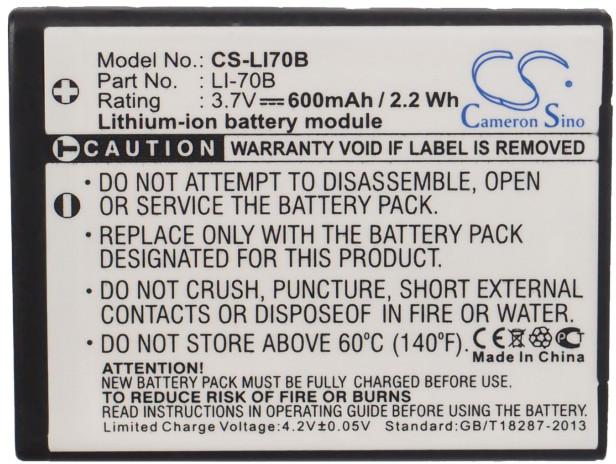 Model No.: CS-LI70B
Part No. : LI-70B
Rating : 3.7V 600mAh / 2.2 Wh
Lithium-ion battery module
CS
Cameron Sino
CAUTION WARRANTY VOID IF LABEL IS REMOVED
• DO NOT ATTEMPT TO DISASSEMBLE, OPEN
OR SERVICE THE BATTERY PACK.
• REPLACE ONLY WITH THE BATTERY PACK
DESIGNATED FOR YOUR PRODUCT.
• DO NOT CRUSH, PUNCTURE, SHORT EXTERNAL
CONTACTS OR DISPOSEOF IN FIRE OR WATER.
• DO NOT STORE ABOVE 60°C (140°F).
CE
Made In China
ATTENTION!
NEW BATTERY PACK MUST BE FULLY CHARGED BEFORE USE
TO REDUCE RISK OF FIRE OR BURNS
READ INSTRUCTIONS IN OPERATING GUIDE BEFORE USING BATTERY
Limited Charge Voltage:4.2V±0.05V Standard:GB/T18287-2013